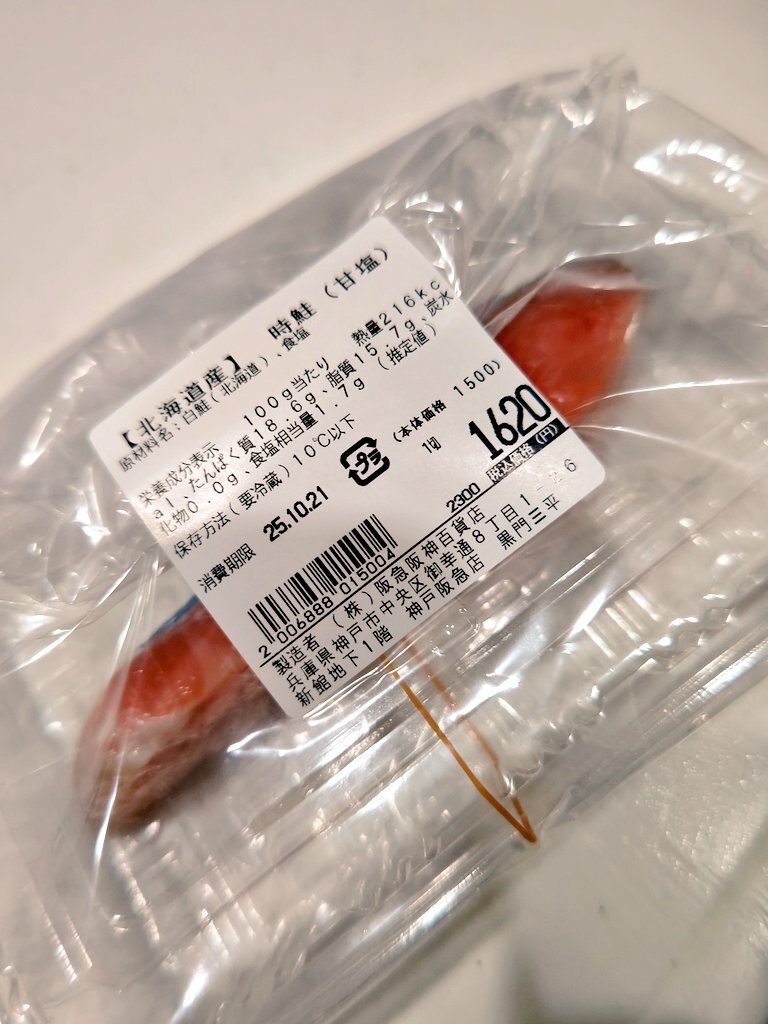 【北海道産】 時鮭(甘塩)
原材料名:白鮭(北海道)、食塩
栄養成分表示 100g当たり 熱量216kc
al、たんぱく質18.6g、脂質15.7g、炭水
化物0.0g、食塩相当量1.7g (推定値)
保存方法(要冷蔵)10℃以下
消費期限 25.10.21
プラ
(本体価格 1500)
1切
1620
税込価格(円)
2 006888 015004
2300
製造者 (株)阪急阪神百貨店
兵庫県神戸市中央区御幸通8丁目1-26
新館地下1階 神戸阪急店 黒門三平